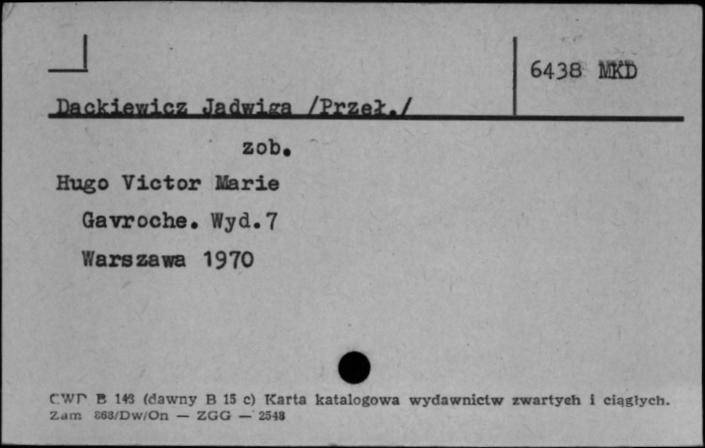 6438 MKD
Dackiewicz Jadwiga /Przeł./
zob.
Hugo Victor Marie
Gavroche. Wyd.7
Warszawa 1970
CWP B 143 (dawny B 15 c) Karta katalogowa wydawnictw zwartych i ciągłych.
Zam 868/Dw/On — ZGG — 2548